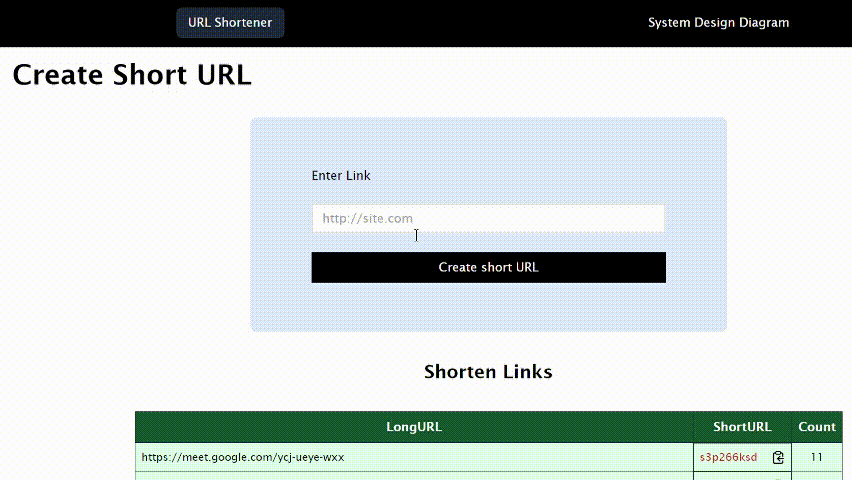 URL Shortener
System Design Diagram
Create Short URL
Enter Link
http://site.com
Create short URL
Shorten Links
LongURL ShortURL Count
https://meet.google.com/ycj-ueye-wxx s3p266ksd 11